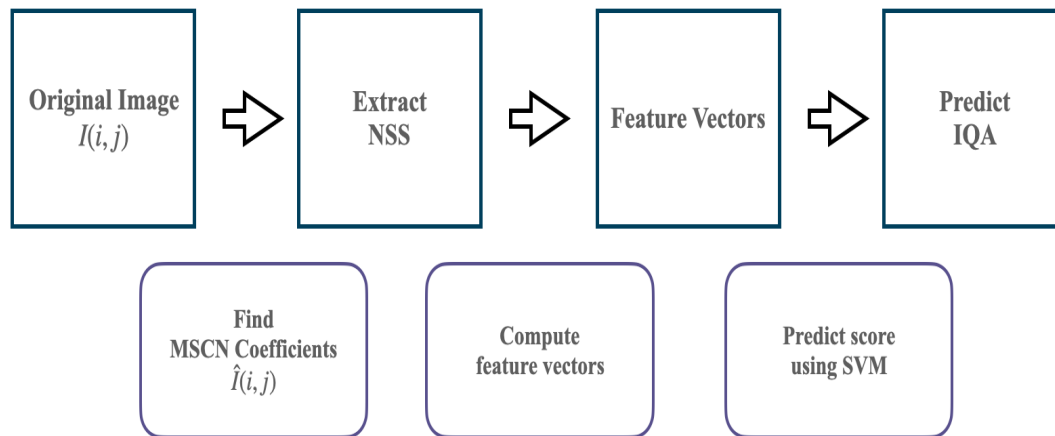 Original Image
I(i, j)
Extract
NSS
Feature Vectors
Predict
IQA
Find
MSCN Coefficients
Î(i, j)
Compute
feature vectors
Predict score
using SVM